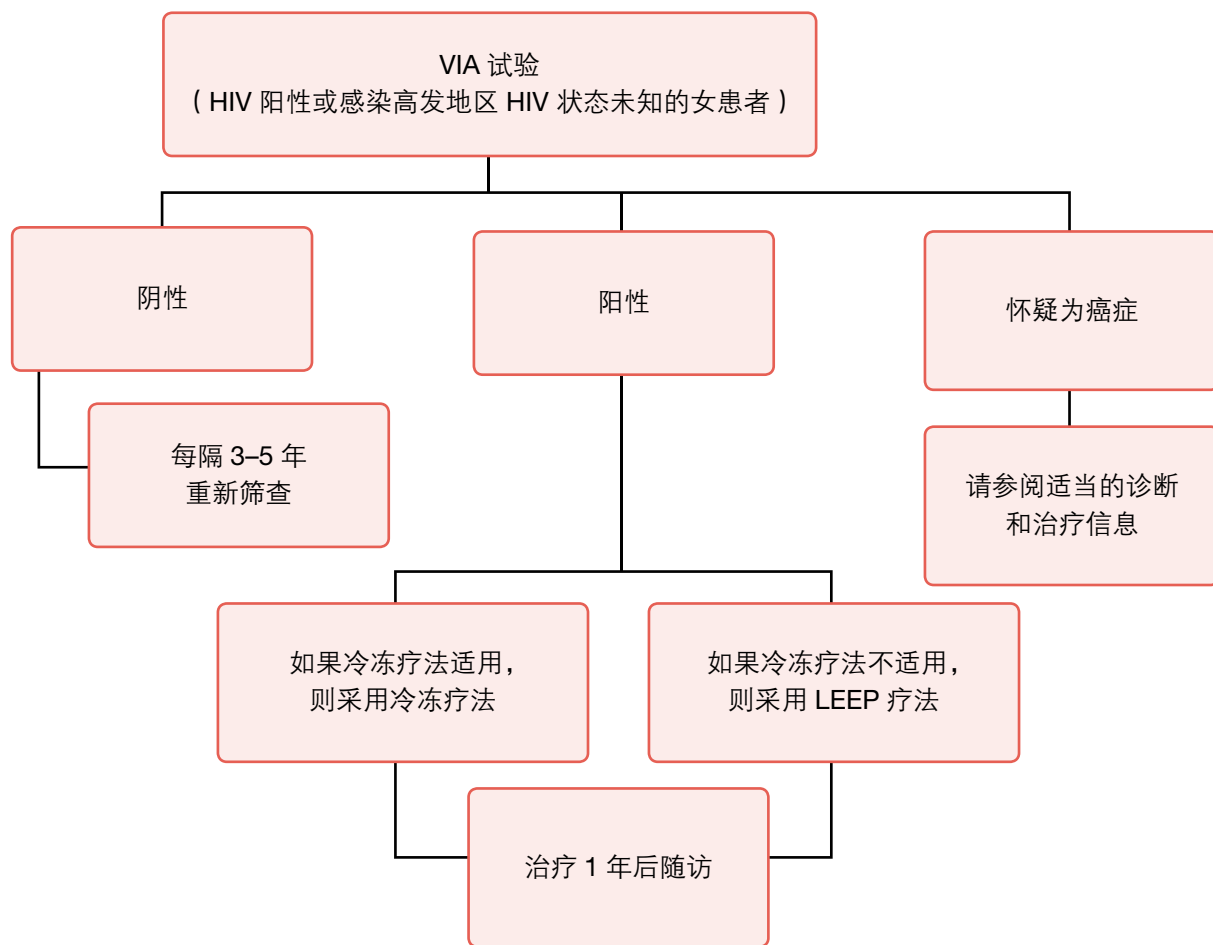 VIA 试验
（HIV 阳性或感染高发地区 HIV 状态未知的女患者）
阴性
阳性
怀疑为癌症
每隔 3–5 年
重新筛查
请参阅适当的诊断
和治疗信息
如果冷冻疗法适用，
则采用冷冻疗法
如果冷冻疗法不适用，
则采用 LEEP 疗法
治疗 1 年后随访